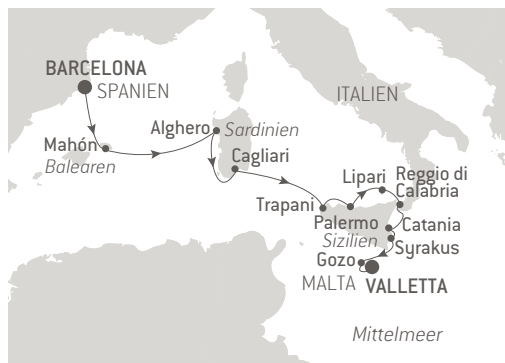 BARCELONA
SPANIEN
ITALIEN
Mahón
Balearen
Alghero
Sardinien
Cagliari
Trapani
Palermo
Sizilien
Lipari
Reggio di
Calabria
Catania
Syrakus
Gozo
MALTA
VALLETTA
Mittelmeer